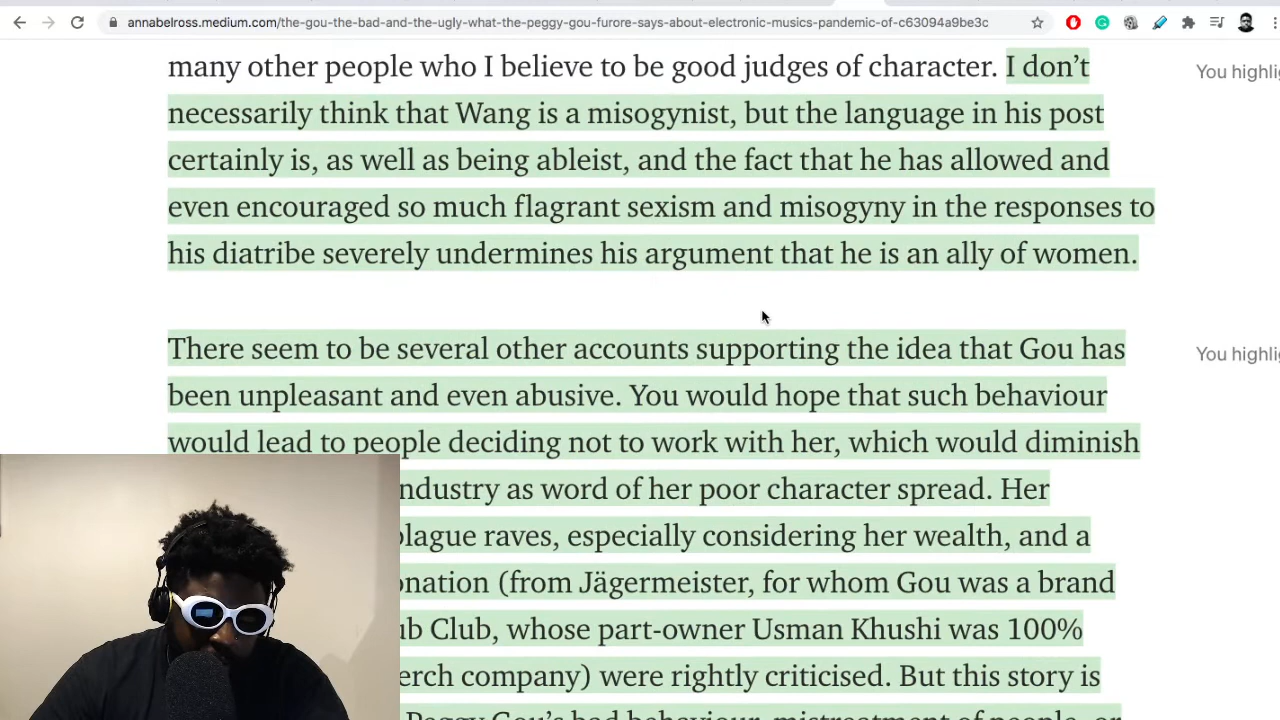 annabelross.medium.com/the-gou-the-bad-and-the-ugly-what-the-peggy-gou-furore-says-about-electronic-musics-pandemic-of-c63094a9be3c
many other people who I believe to be good judges of character. I don’t
You highli
necessarily think that Wang is a misogynist, but the language in his post
certainly is, as well as being ableist, and the fact that he has allowed and
even encouraged so much flagrant sexism and misogyny in the responses to
his diatribe severely undermines his argument that he is an ally of women.
There seem to be several other accounts supporting the idea that Gou has
You highli
been unpleasant and even abusive. You would hope that such behaviour
would lead to people deciding not to work with her, which would diminish
ndustry as word of her poor character spread. Her
plague raves, especially considering her wealth, and a
onation (from Jägermeister, for whom Gou was a brand
ub Club, whose part-owner Usman Khushi was 100%
erch company) were rightly criticised. But this story is
Peggy Gou’s bad behaviour, mistreatment of people, or